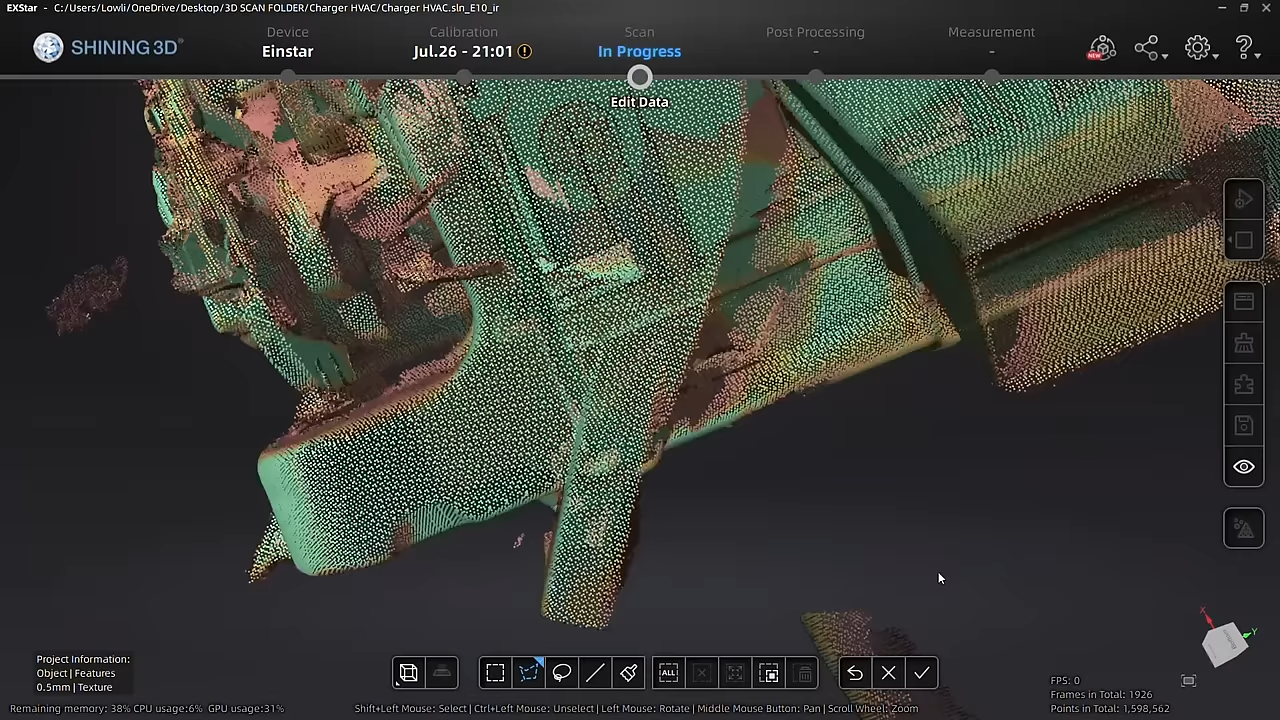 EXStar - C:/Users/Lowli/OneDrive/Desktop/3D SCAN FOLDER/Charger HVAC/Charger HVAC.sln_E10_ir
SHINING 3D®
Device
Einstar
Calibration
Jul.26 - 21:01
Scan
In Progress
Post Processing
-
Measurement
-
NEW
Edit Data
Project Information:
Object | Features
0.5mm | Texture
ALL
FPS: 0
Frames in Total: 1926
Points in Total: 1,598,562
X
Y
Remaining memory: 38% CPU usage:6% GPU usage:31%
Shift+Left Mouse: Select | Ctrl+Left Mouse: Unselect | Left Mouse: Rotate | Middle Mouse Button: Pan | Scroll Wheel: Zoom